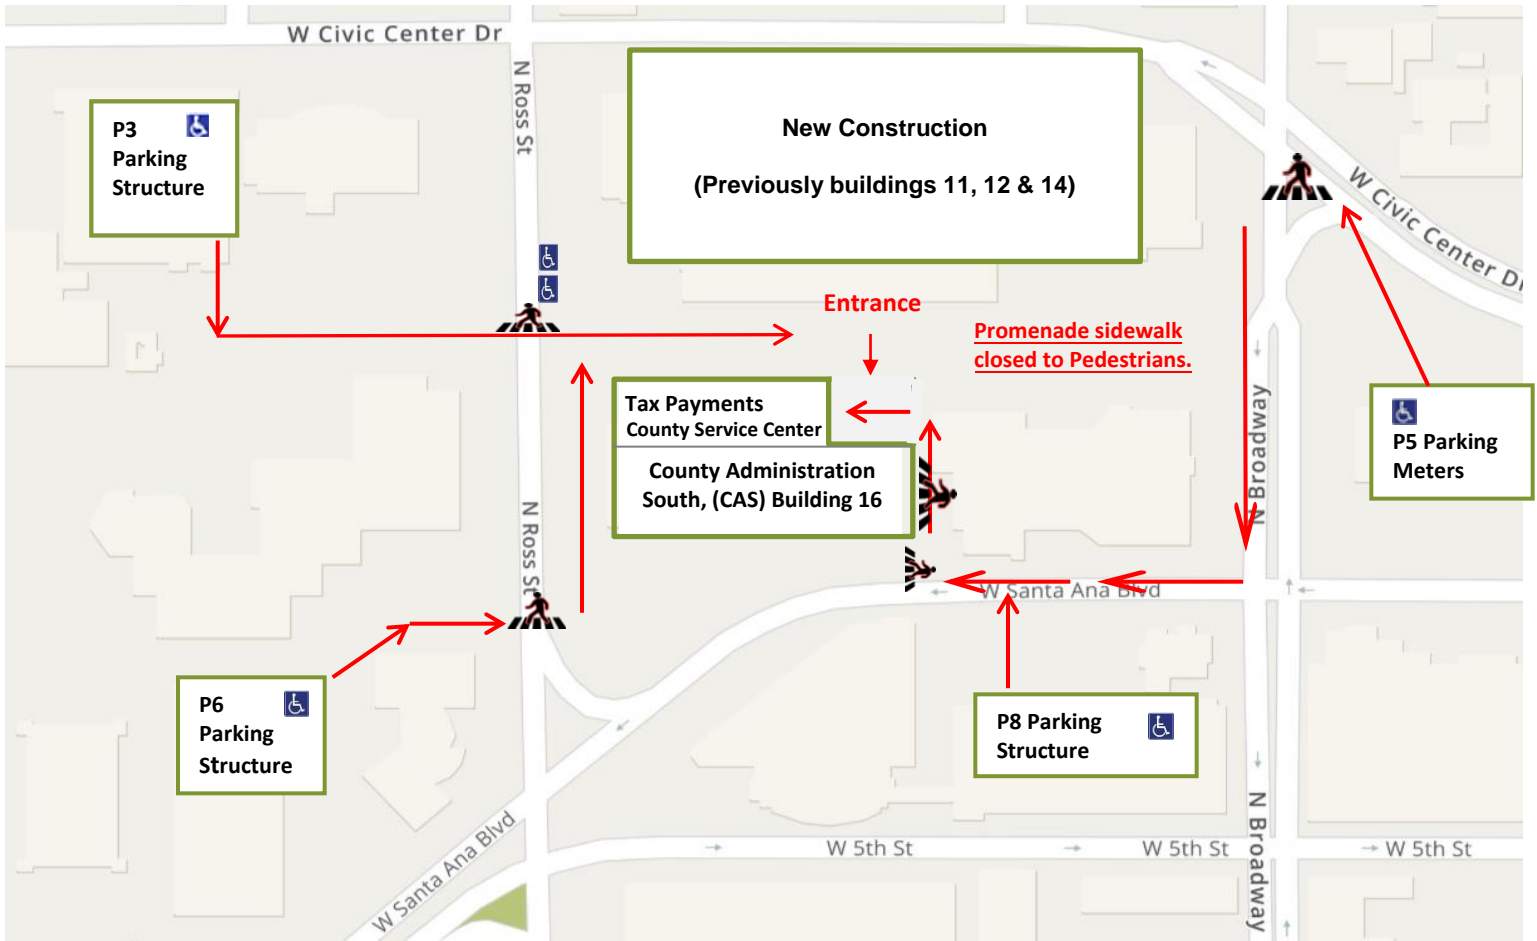 W Civic Center Dr
N Ross St
P3
Parking
Structure
New Construction
(Previously buildings 11, 12 & 14)
W Civic Center Dr
Entrance
Promenade sidewalk
closed to Pedestrians.
Tax Payments
County Service Center
County Administration
South, (CAS) Building 16
N Broadway
P5 Parking
Meters
N Ross St
W Santa Ana Blvd
P6
Parking
Structure
P8 Parking
Structure
W Santa Ana Blvd
W 5th St
W 5th St
W 5th St
N Broadway